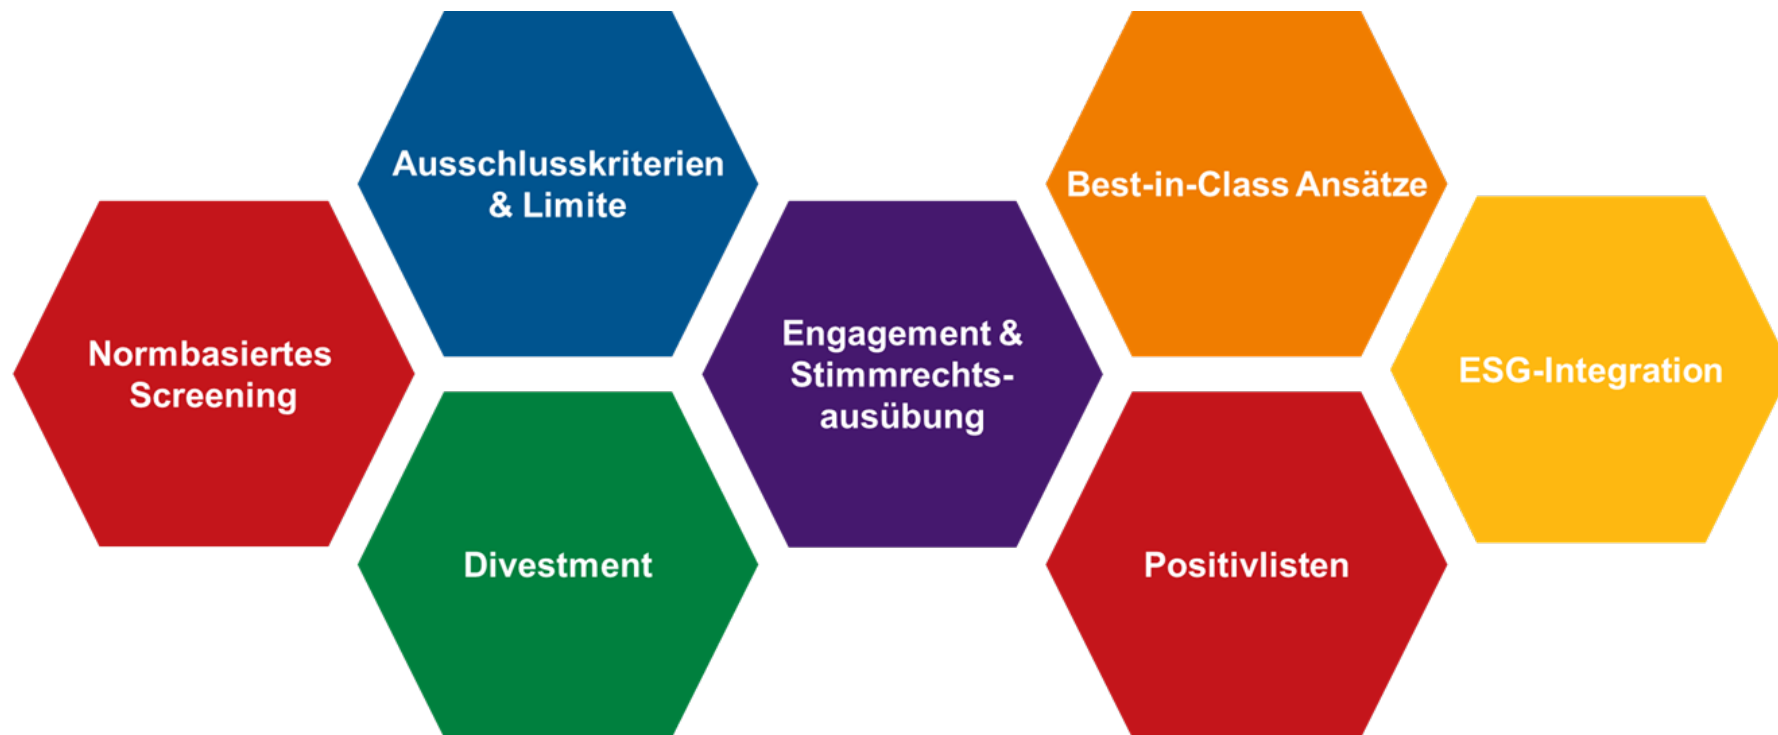 Normbasiertes
Screening
Ausschlusskriterien
& Limite
Divestment
Engagement &
Stimmrechts-
ausübung
Best-in-Class Ansätze
Positivlisten
ESG-Integration